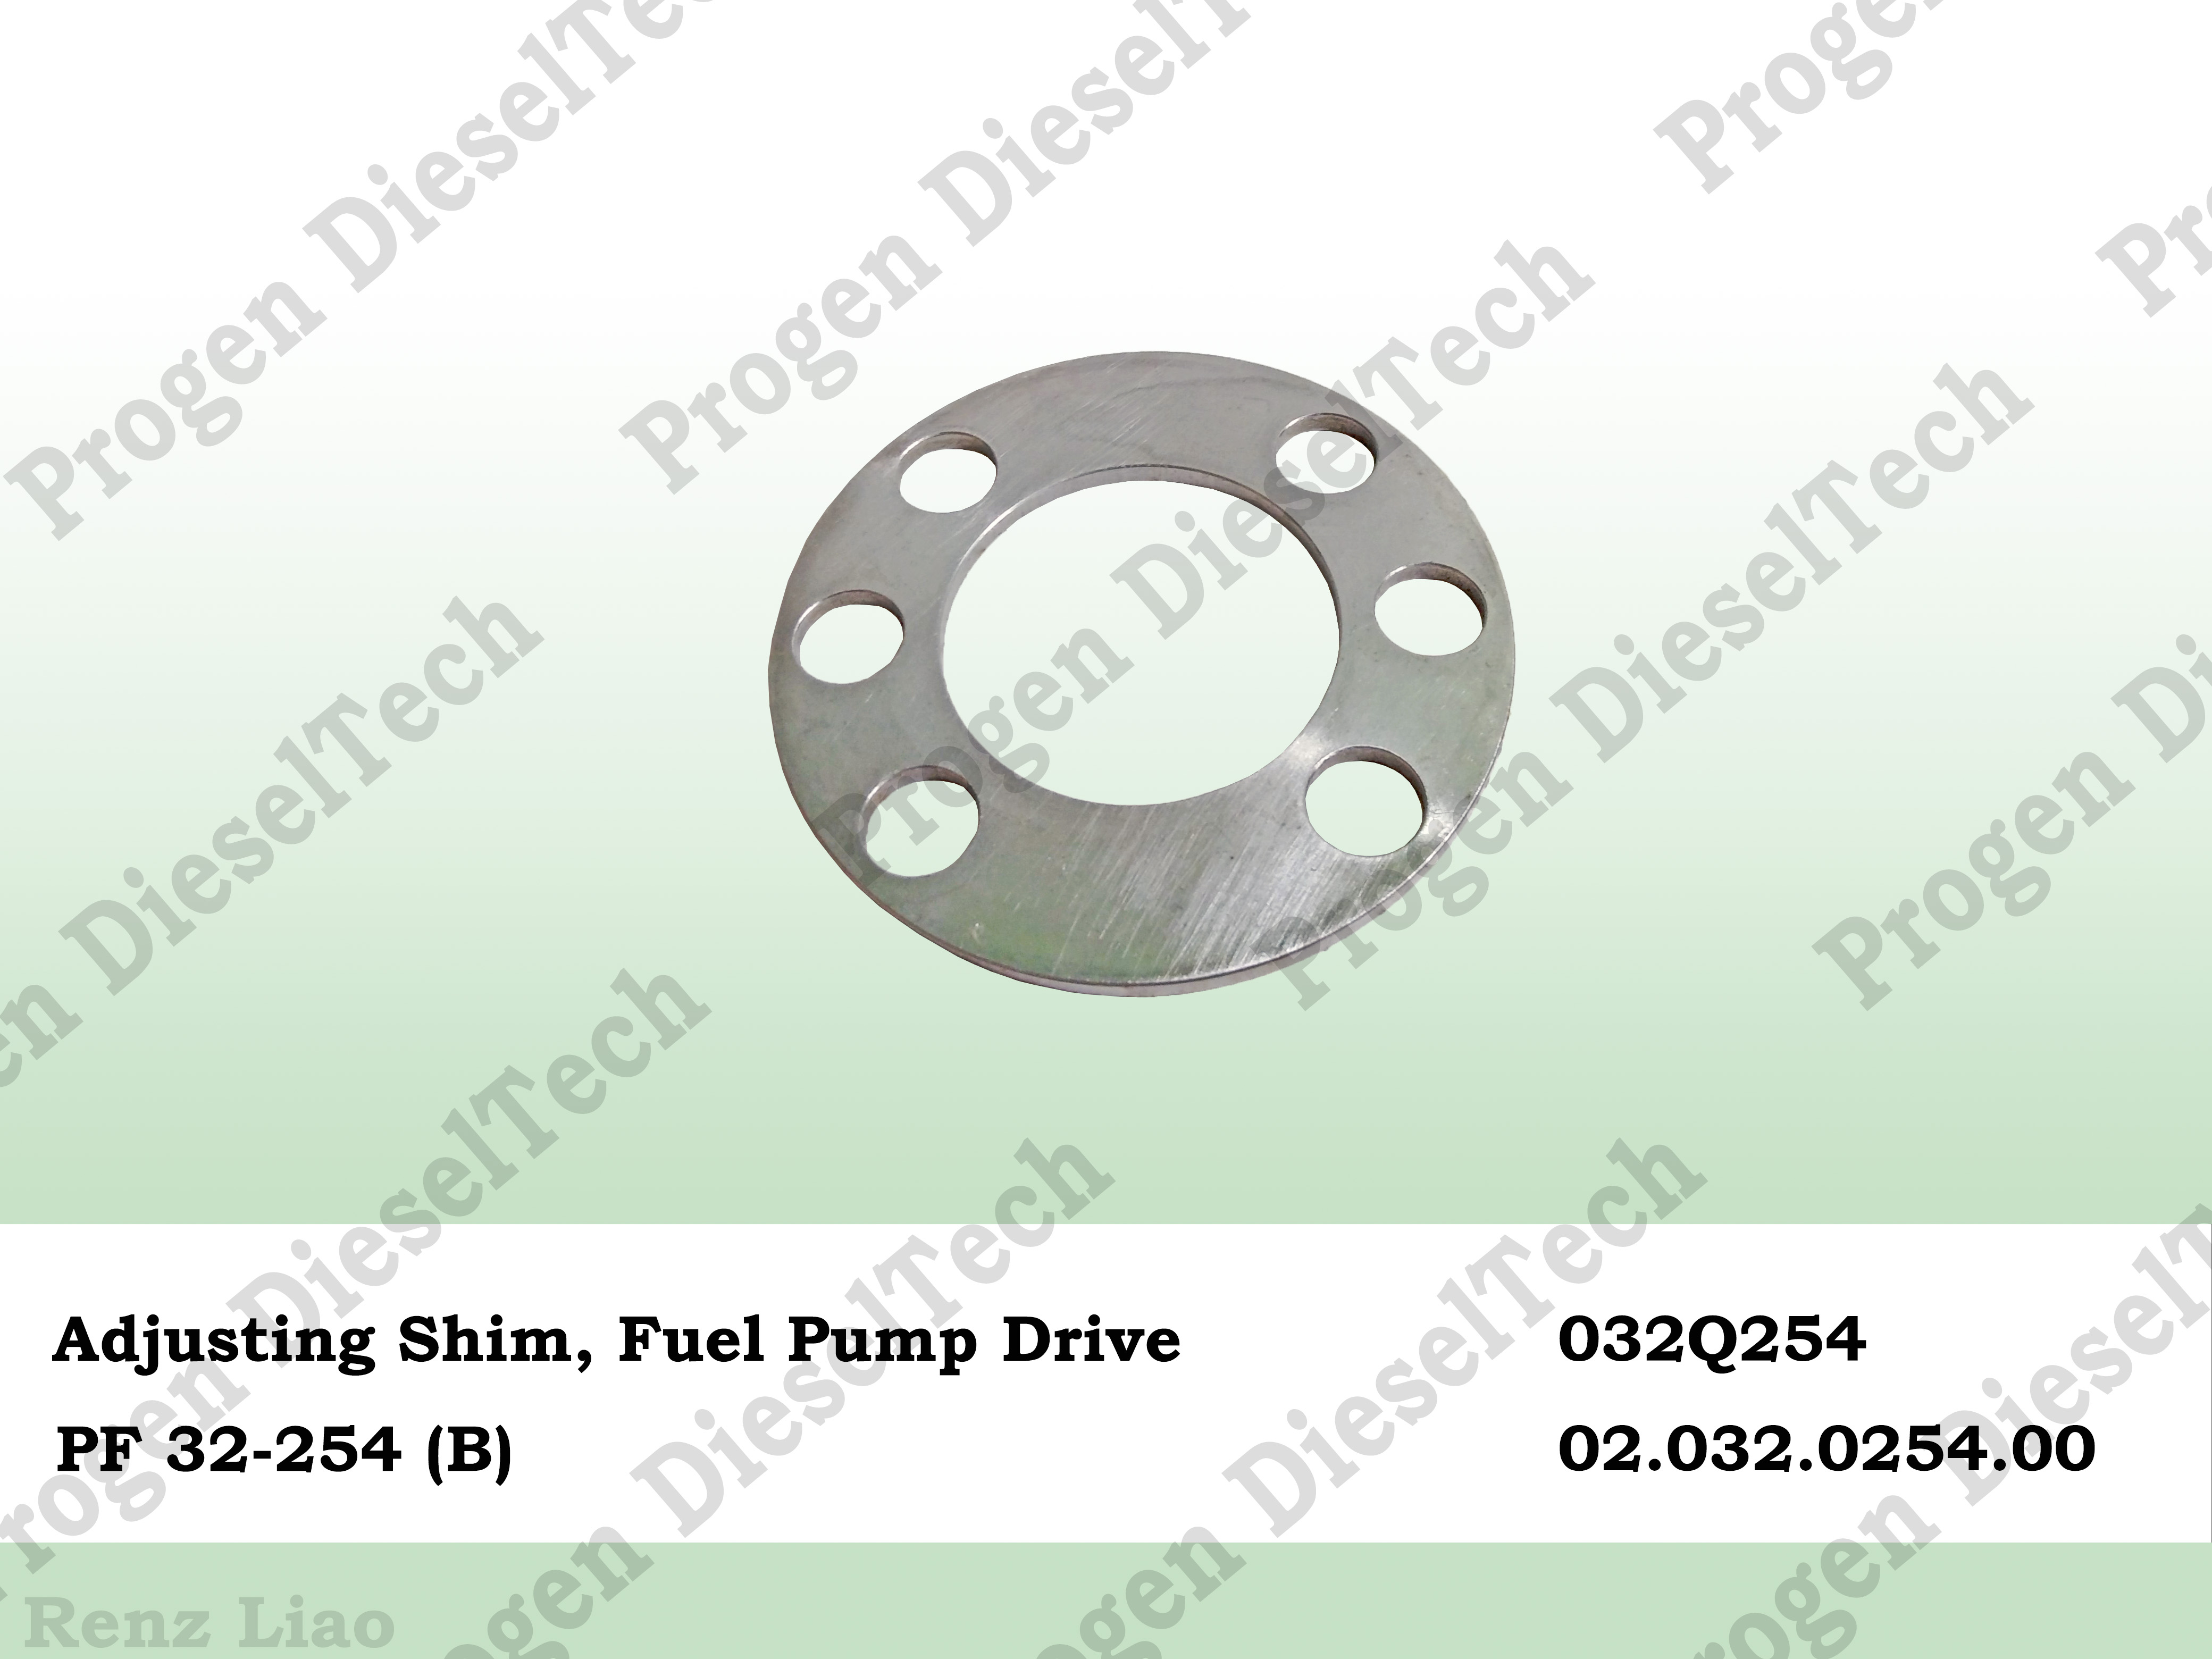 Progen DieselTech
Adjusting Shim, Fuel Pump Drive 032Q254
PF 32-254 (B) 02.032.0254.00
Renz Liao